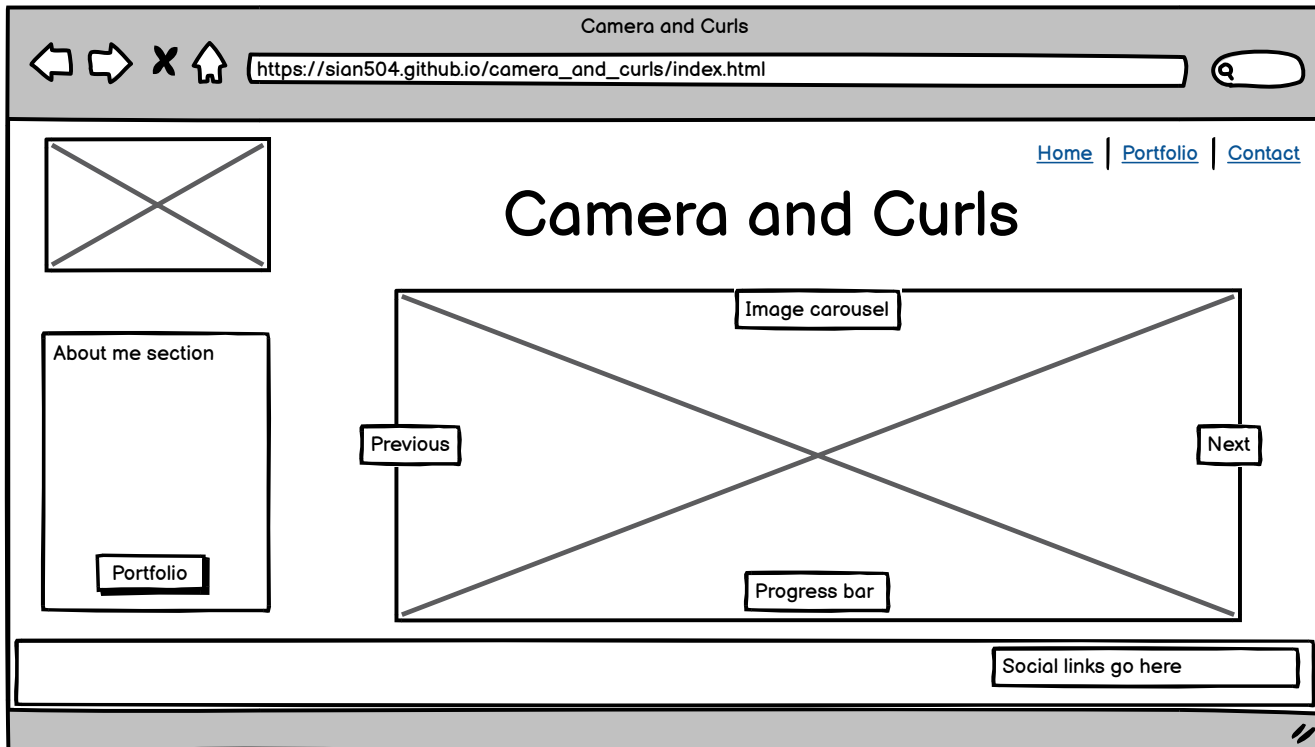 Camera and Curls
https://sian504.github.io/camera_and_curls/index.html
Home
Portfolio
Contact
Camera and Curls
Image carousel
About me section
Previous
Next
Portfolio
Progress bar
Social links go here